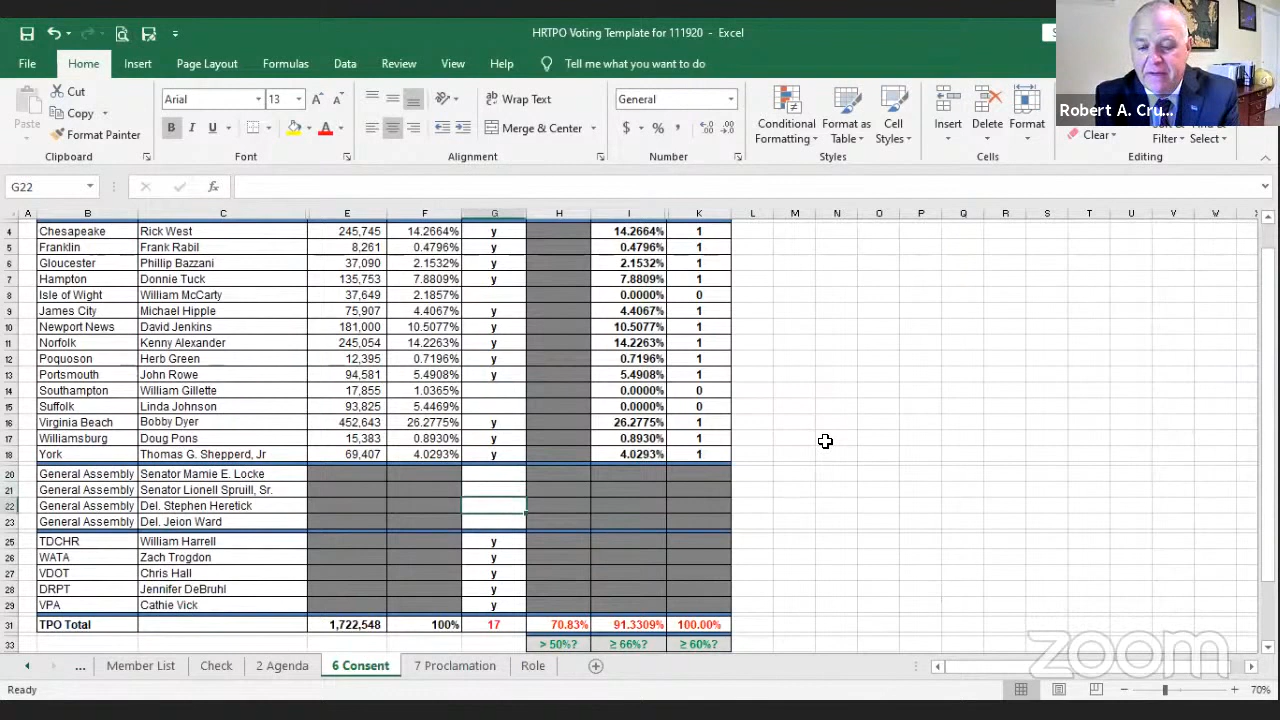 HRTPO Voting Template for 111920 - Excel
File Home Insert Page Layout Formulas Data Review View Help Tell me what you want to do
Robert A. Cru...
Paste Cut Arial 13 Wrap Text General Conditional Formatting Format as Table Cell Styles Insert Delete Format
Copy Merge & Center
Format Painter Clear Filter Select
Clipboard Font Alignment Number Styles Cells Editing
G22
A B C E F G H I K L M N O P Q R S T U V W
4 Chesapeake Rick West 245,745 14.2664% y 14.2664% 1
5 Franklin Frank Rabil 8,261 0.4796% y 0.4796% 1
6 Gloucester Phillip Bazzani 37,090 2.1532% y 2.1532% 1
7 Hampton Donnie Tuck 135,753 7.8809% y 7.8809% 1
8 Isle of Wight William McCarty 37,649 2.1857% 0.0000% 0
9 James City Michael Hipple 75,907 4.4067% y 4.4067% 1
10 Newport News David Jenkins 181,000 10.5077% y 10.5077% 1
11 Norfolk Kenny Alexander 245,054 14.2263% y 14.2263% 1
12 Poquoson Herb Green 12,395 0.7196% y 0.7196% 1
13 Portsmouth John Rowe 94,581 5.4908% y 5.4908% 1
14 Southampton William Gillette 17,855 1.0365% 0.0000% 0
15 Suffolk Linda Johnson 93,825 5.4469% 0.0000% 0
16 Virginia Beach Bobby Dyer 452,643 26.2775% y 26.2775% 1
17 Williamsburg Doug Pons 15,383 0.8930% y 0.8930% 1
18 York Thomas G. Shepperd, Jr 69,407 4.0293% y 4.0293% 1
20 General Assembly Senator Mamie E. Locke
21 General Assembly Senator Lionell Spruill, Sr.
22 General Assembly Del. Stephen Heretick
23 General Assembly Del. Jeion Ward
25 TDCHR William Harrell y
26 WATA Zach Trogdon y
27 VDOT Chris Hall y
28 DRPT Jennifer DeBruhl y
29 VPA Cathie Vick y
31 TPO Total 1,722,548 100% 17 70.83% 91.3309% 100.00%
33 > 50%? ≥ 66%? ≥ 60%?
... Member List Check 2 Agenda 6 Consent 7 Proclamation Role
zoom
Ready 70%